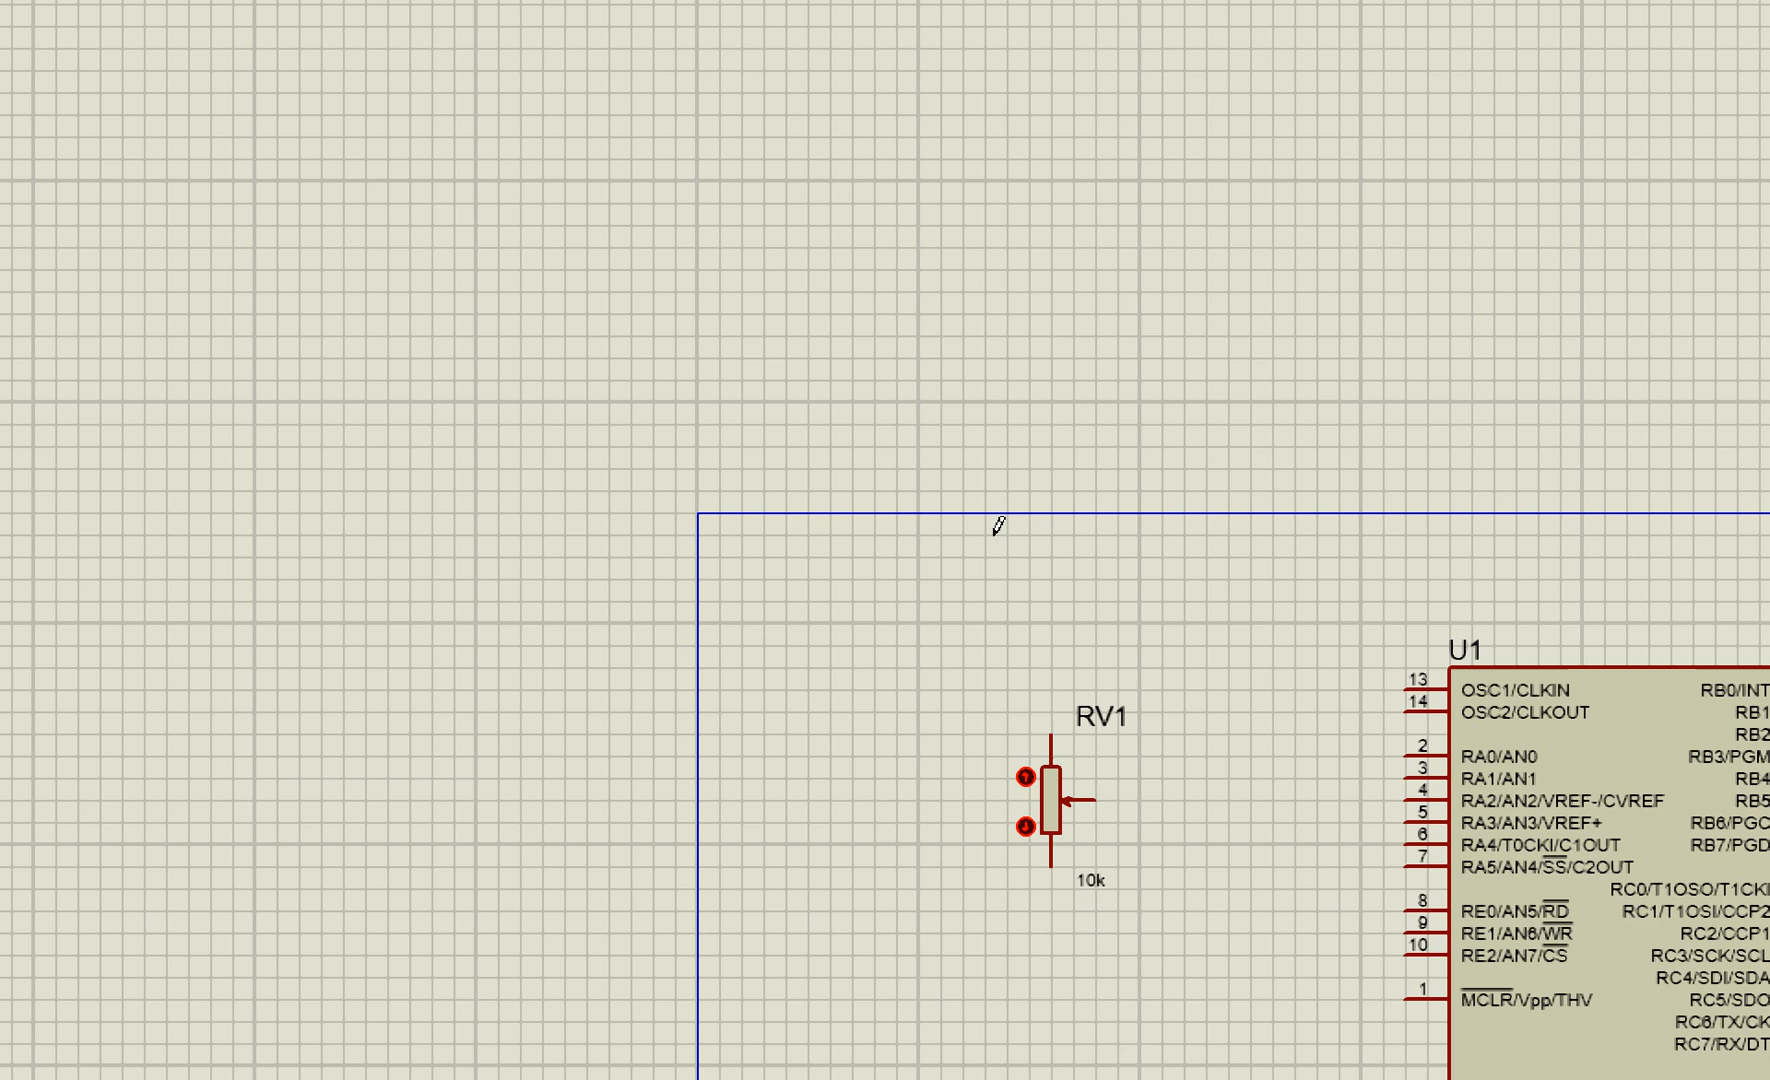 U1
13 OSC1/CLKIN RB0/INT
14 OSC2/CLKOUT RB1
RB2
2 RA0/AN0 RB3/PGM
3 RA1/AN1 RB4
4 RA2/AN2/VREF-/CVREF RB5
5 RA3/AN3/VREF+ RB6/PGC
6 RA4/T0CKI/C1OUT RB7/PGD
7 RA5/AN4/SS/C2OUT
RC0/T1OSO/T1CKI
8 RE0/AN5/RD RC1/T1OSI/CCP2
9 RE1/AN6/WR RC2/CCP1
10 RE2/AN7/CS RC3/SCK/SCL
RC4/SDI/SDA
1 MCLR/Vpp/THV RC5/SDO
RC6/TX/CK
RC7/RX/DT
RV1
10k